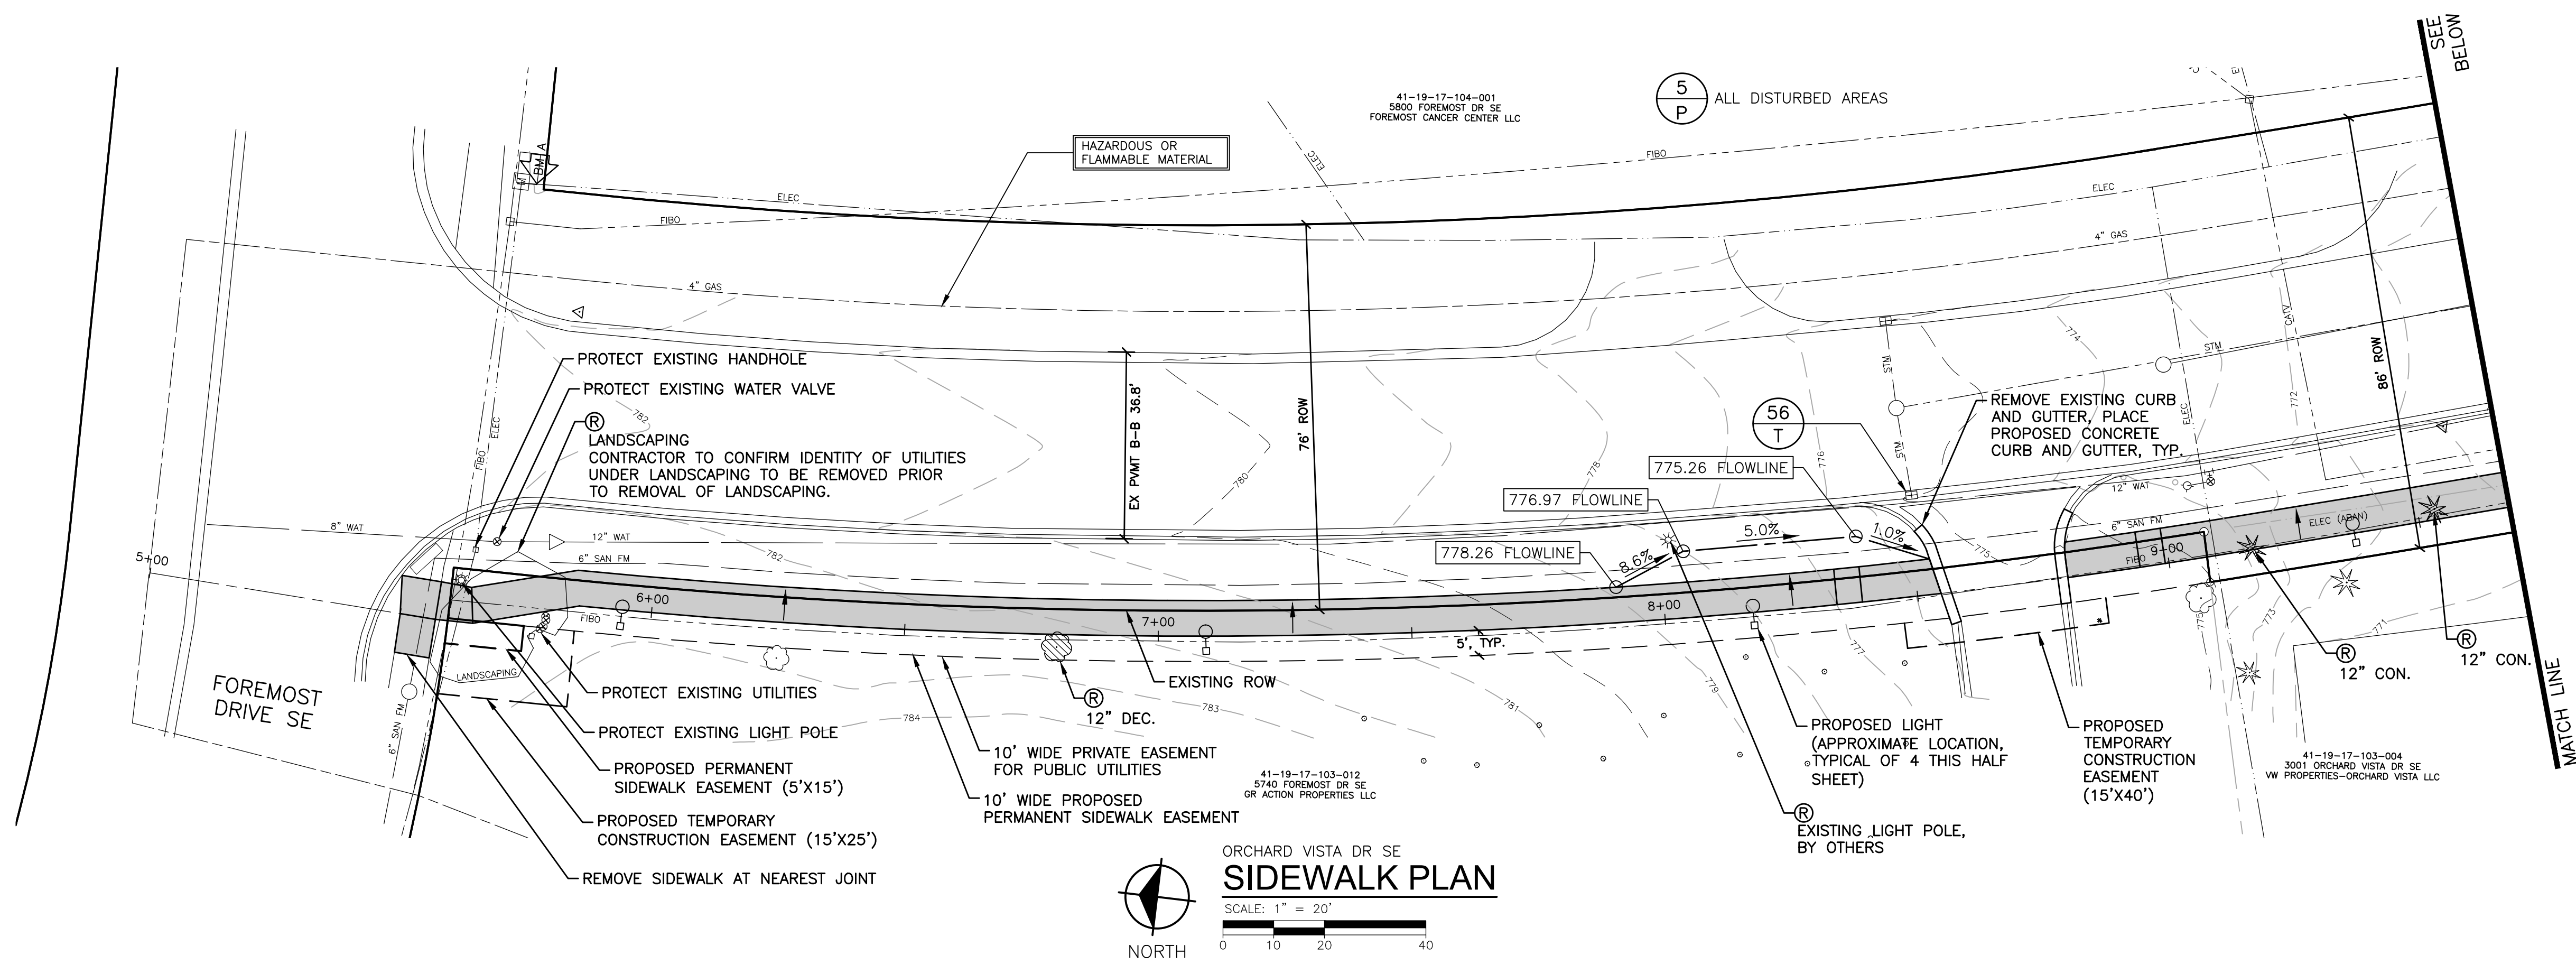 SEE
BELOW
41-19-17-104-001
5800 FOREMOST DR SE
FOREMOST CANCER CENTER LLC
5
P
ALL DISTURBED AREAS
HAZARDOUS OR
FLAMMABLE MATERIAL
BM A
M
ELEC
FIBO
ELEC
FIBO
ELEC
4" GAS
4" GAS
CATV
STM
STM
STM
774
772
86' ROW
PROTECT EXISTING HANDHOLE
PROTECT EXISTING WATER VALVE
R
LANDSCAPING
CONTRACTOR TO CONFIRM IDENTITY OF UTILITIES
UNDER LANDSCAPING TO BE REMOVED PRIOR
TO REMOVAL OF LANDSCAPING.
782
ELEC
FIBO
EX PVMT B-B 36.8'
76' ROW
780
778
776
56
T
REMOVE EXISTING CURB
AND GUTTER, PLACE
PROPOSED CONCRETE
CURB AND GUTTER, TYP.
ELEC
775.26 FLOWLINE
776.97 FLOWLINE
778.26 FLOWLINE
8.6%
5.0%
1.0%
775
12" WAT
6" SAN FM
ELEC (ABAN)
8" WAT
12" WAT
6" SAN FM
782
5+00
6+00
7+00
8+00
9+00
FIBO
FIBO
5', TYP.
777
779
781
783
784
775
773
771
LANDSCAPING
6" SAN FM
FOREMOST
DRIVE SE
PROTECT EXISTING UTILITIES
PROTECT EXISTING LIGHT POLE
PROPOSED PERMANENT
SIDEWALK EASEMENT (5'X15')
PROPOSED TEMPORARY
CONSTRUCTION EASEMENT (15'X25')
REMOVE SIDEWALK AT NEAREST JOINT
EXISTING ROW
R
12" DEC.
10' WIDE PRIVATE EASEMENT
FOR PUBLIC UTILITIES
10' WIDE PROPOSED
PERMANENT SIDEWALK EASEMENT
41-19-17-103-012
5740 FOREMOST DR SE
GR ACTION PROPERTIES LLC
PROPOSED LIGHT
(APPROXIMATE LOCATION,
TYPICAL OF 4 THIS HALF
SHEET)
R
EXISTING LIGHT POLE,
BY OTHERS
PROPOSED
TEMPORARY
CONSTRUCTION
EASEMENT
(15'X40')
R
12" CON.
R
12" CON.
41-19-17-103-004
3001 ORCHARD VISTA DR SE
VW PROPERTIES-ORCHARD VISTA LLC
MATCH LINE
ORCHARD VISTA DR SE
SIDEWALK PLAN
SCALE: 1" = 20'
0 10 20 40
NORTH